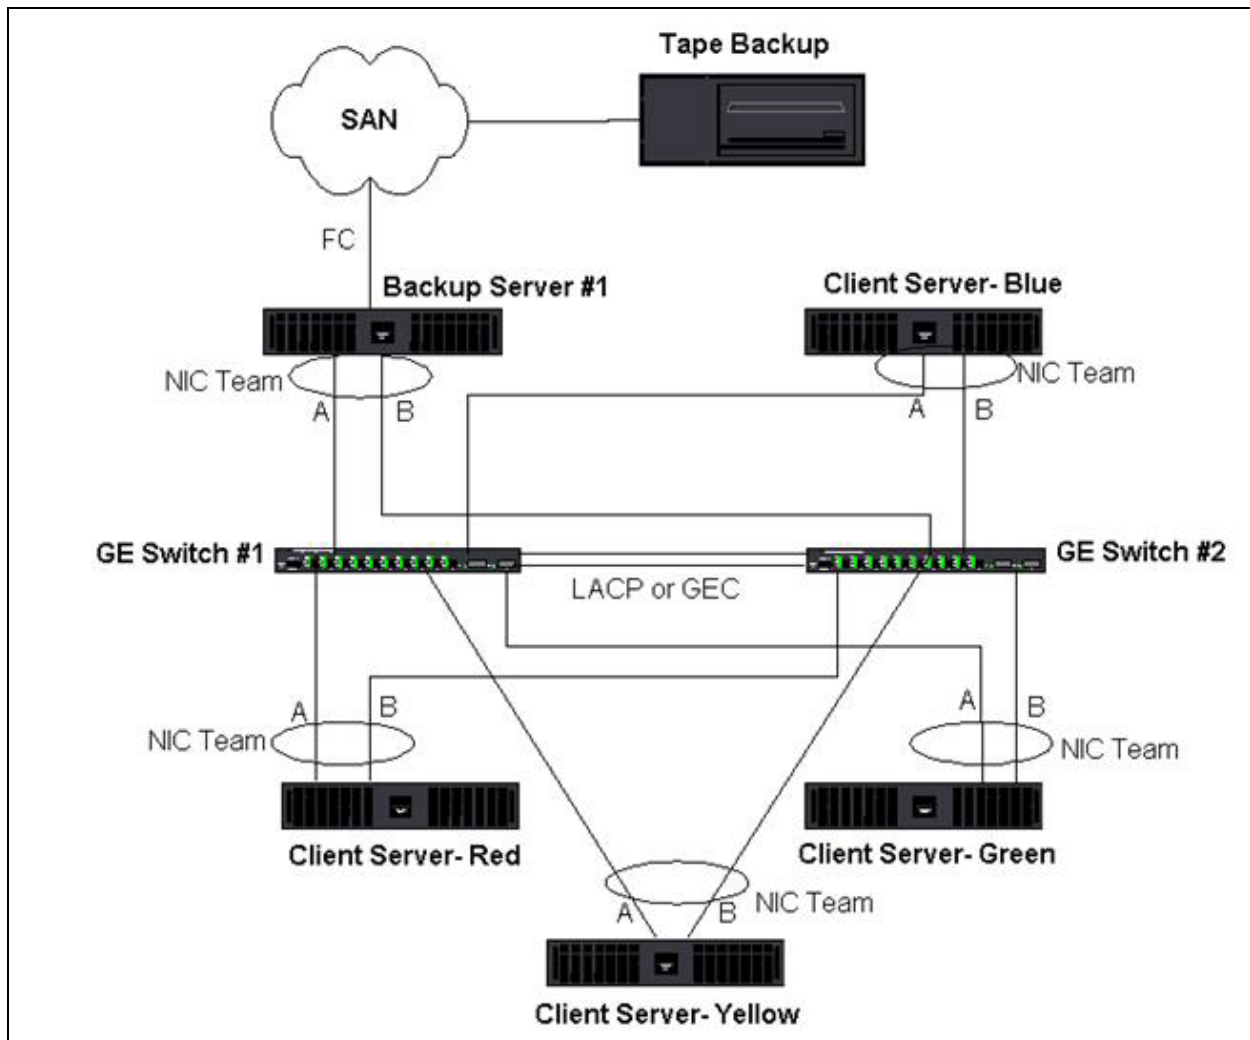 Tape Backup
SAN
FC
Backup Server #1
Client Server- Blue
NIC Team
A
B
NIC Team
A
B
GE Switch #1
GE Switch #2
LACP or GEC
A
B
NIC Team
A
B
NIC Team
Client Server- Red
Client Server- Green
A
B
NIC Team
Client Server- Yellow